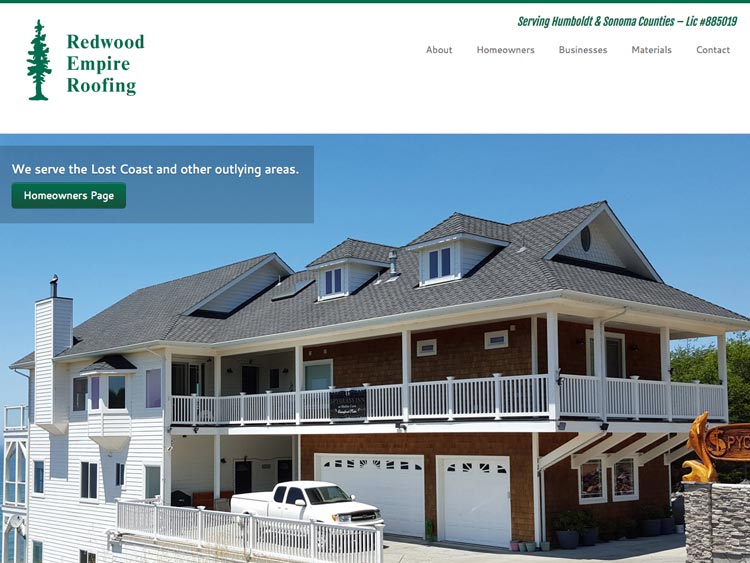 Redwood
Empire
Roofing
Serving Humboldt & Sonoma Counties – Lic #885019
About Homeowners Businesses Materials Contact
We serve the Lost Coast and other outlying areas.
Homeowners Page